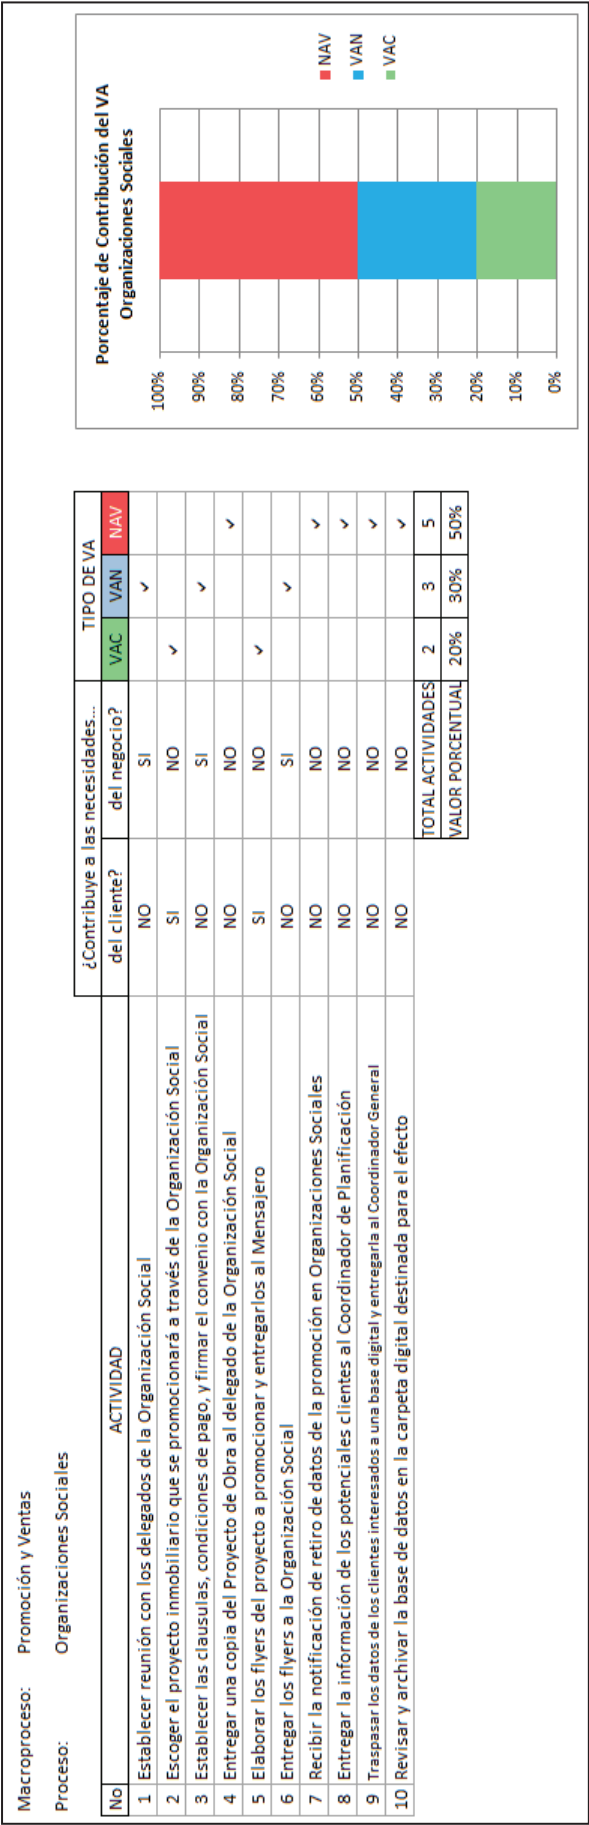 Macroproceso: Promoción y Ventas
Proceso: Organizaciones Sociales
¿Contribuye a las necesidades... TIPO DE VA
No ACTIVIDAD del cliente? del negocio? VAC VAN NAV
1 Establecer reunión con los delegados de la Organización Social NO SI ✓
2 Escoger el proyecto inmobiliario que se promocionará a través de la Organización Social SI NO ✓
3 Establecer las clausulas, condiciones de pago, y firmar el convenio con la Organización Social NO SI ✓
4 Entregar una copia del Proyecto de Obra al delegado de la Organización Social NO NO ✓
5 Elaborar los flyers del proyecto a promocionar y entregarlos al Mensajero SI NO ✓
6 Entregar los flyers a la Organización Social NO SI ✓
7 Recibir la notificación de retiro de datos de la promoción en Organizaciones Sociales NO NO ✓
8 Entregar la información de los potenciales clientes al Coordinador de Planificación NO NO ✓
9 Traspasar los datos de los clientes interesados a una base digital y entregarla al Coordinador General NO NO ✓
10 Revisar y archivar la base de datos en la carpeta digital destinada para el efecto NO NO ✓
TOTAL ACTIVIDADES 2 3 5
VALOR PORCENTUAL 20% 30% 50%
Porcentaje de Contribución del VA
Organizaciones Sociales
100%
90%
80%
70%
60%
50%
40%
30%
20%
10%
0%
NAV
VAN
VAC